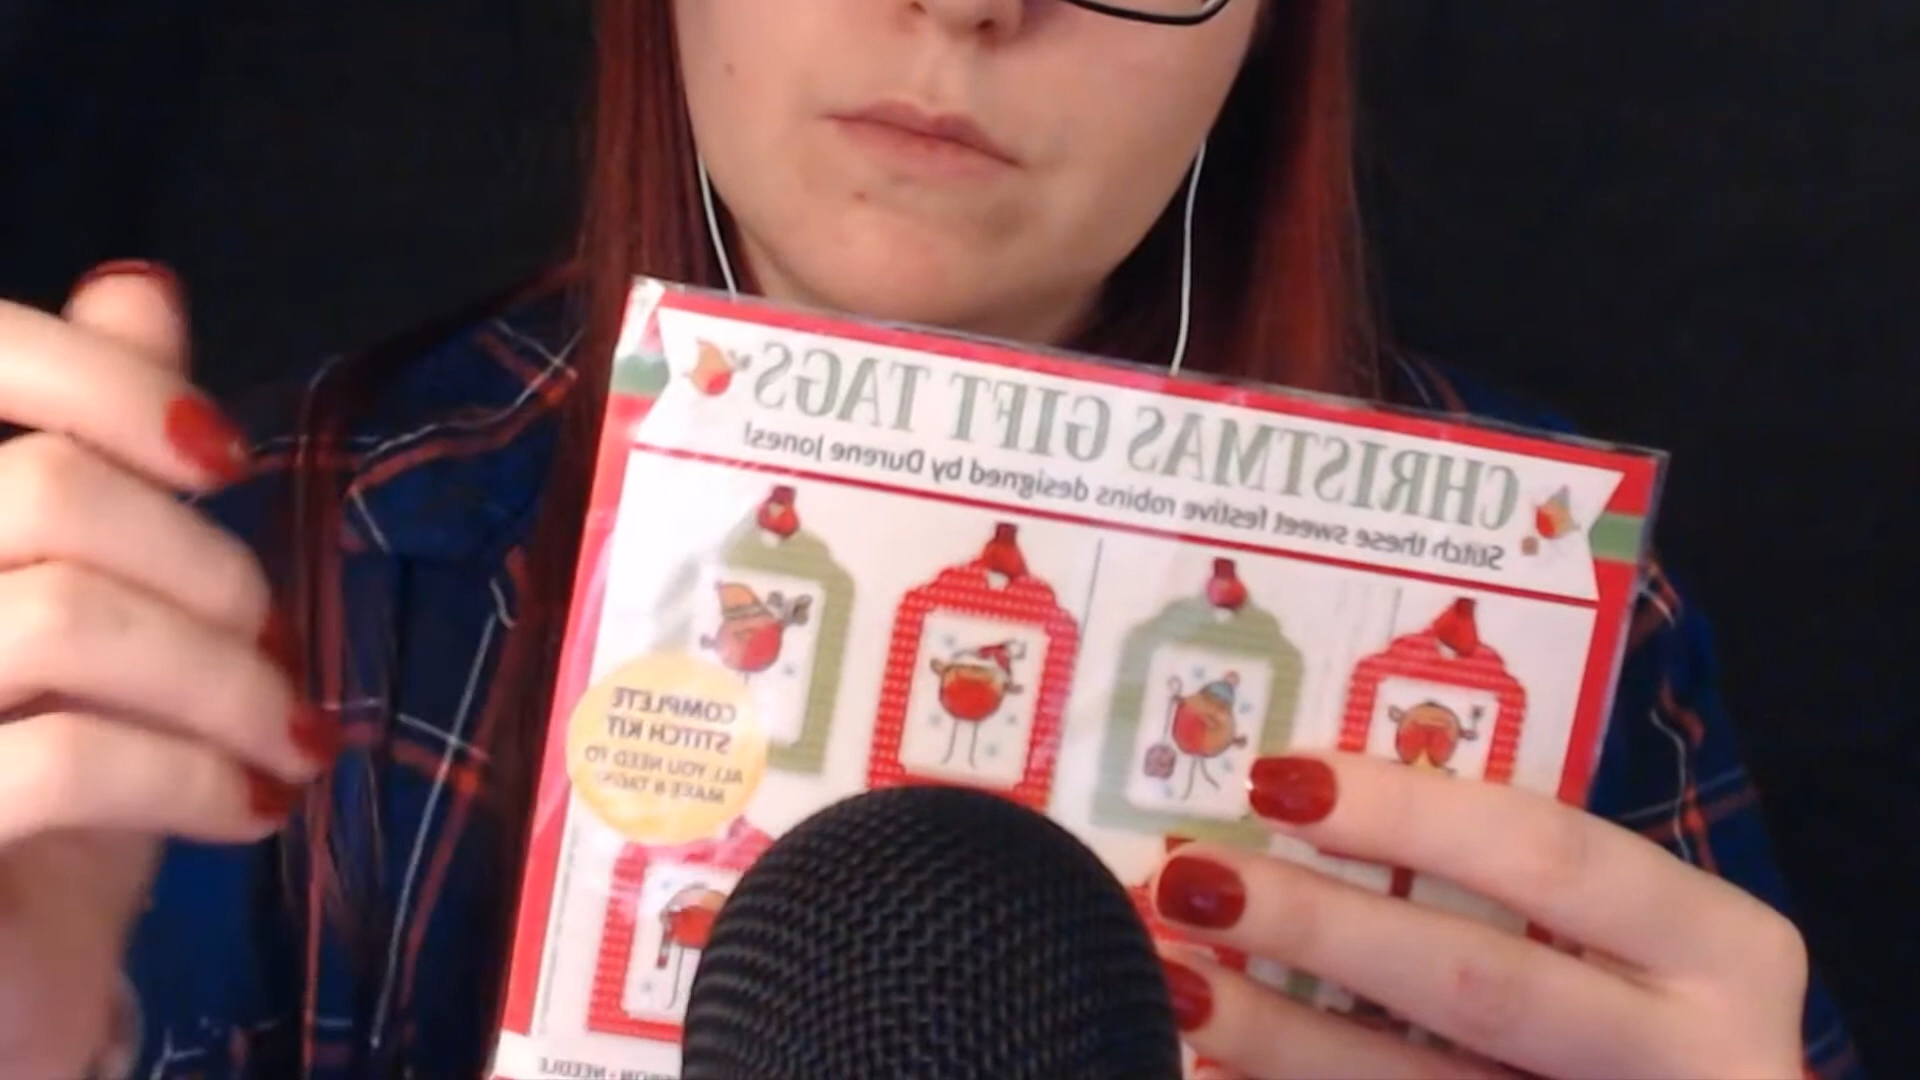 CHRISTMAS GIFT TAGS
Stitch these sweet festive robins designed by Durene Jones!
COMPLETE
STITCH KIT
ALL YOU NEED TO
MAKE 8 TAGS!
NEEDLE